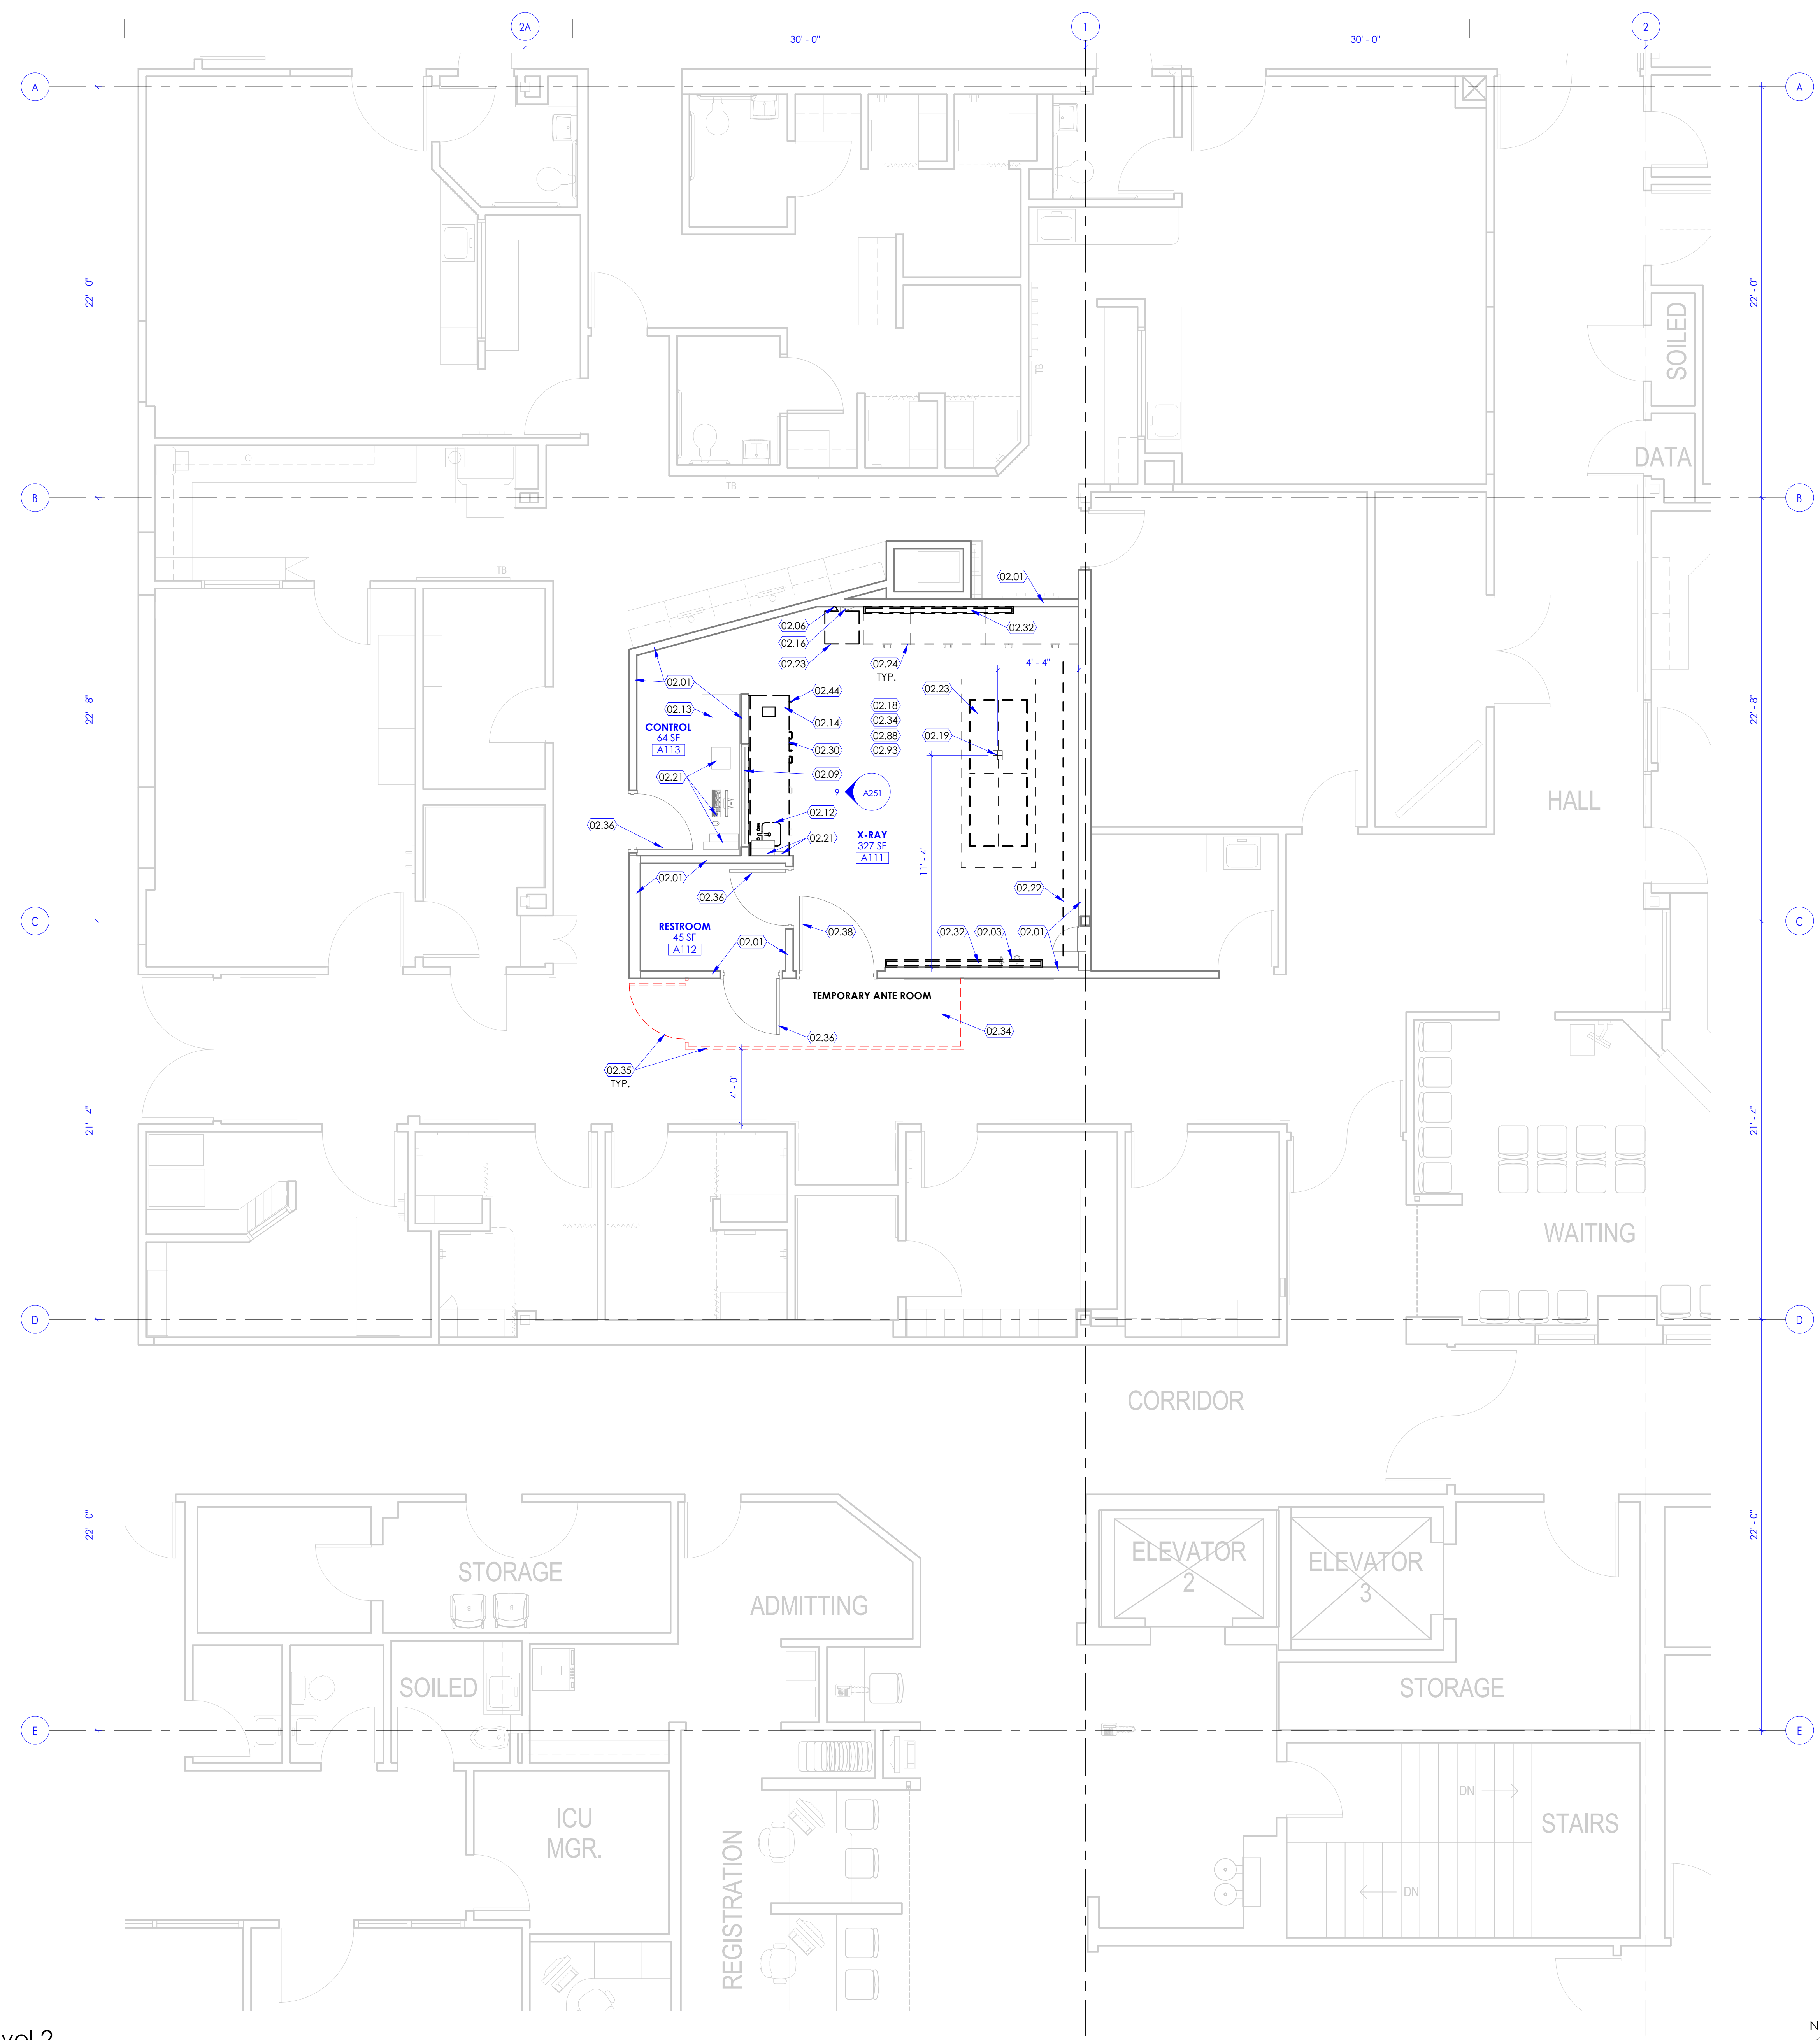 2A
1
2
30' - 0"
30' - 0"
A
A
22' - 0"
22' - 0"
SOILED
TB
DATA
TB
B
B
TB
02.01
02.06
02.32
02.16
02.23
02.24
TYP.
4' - 4"
02.01
02.44
02.23
02.13
02.18
02.14
02.34
CONTROL
64 SF
A113
02.88
02.19
02.30
02.93
22' - 8"
22' - 8"
02.09
02.21
9
A251
HALL
02.12
02.36
X-RAY
327 SF
A111
02.21
11' - 4"
02.01
02.22
02.36
C
C
RESTROOM
45 SF
A112
02.38
02.32
02.03
02.01
02.01
TEMPORARY ANTE ROOM
02.34
02.36
02.35
TYP.
4' - 0"
21' - 4"
21' - 4"
WAITING
D
D
CORRIDOR
22' - 0"
22' - 0"
STORAGE
ELEVATOR
2
ELEVATOR
3
ADMITTING
SOILED
STORAGE
E
E
DN
ICU
MGR.
STAIRS
REGISTRATION
DN
vel 2
N